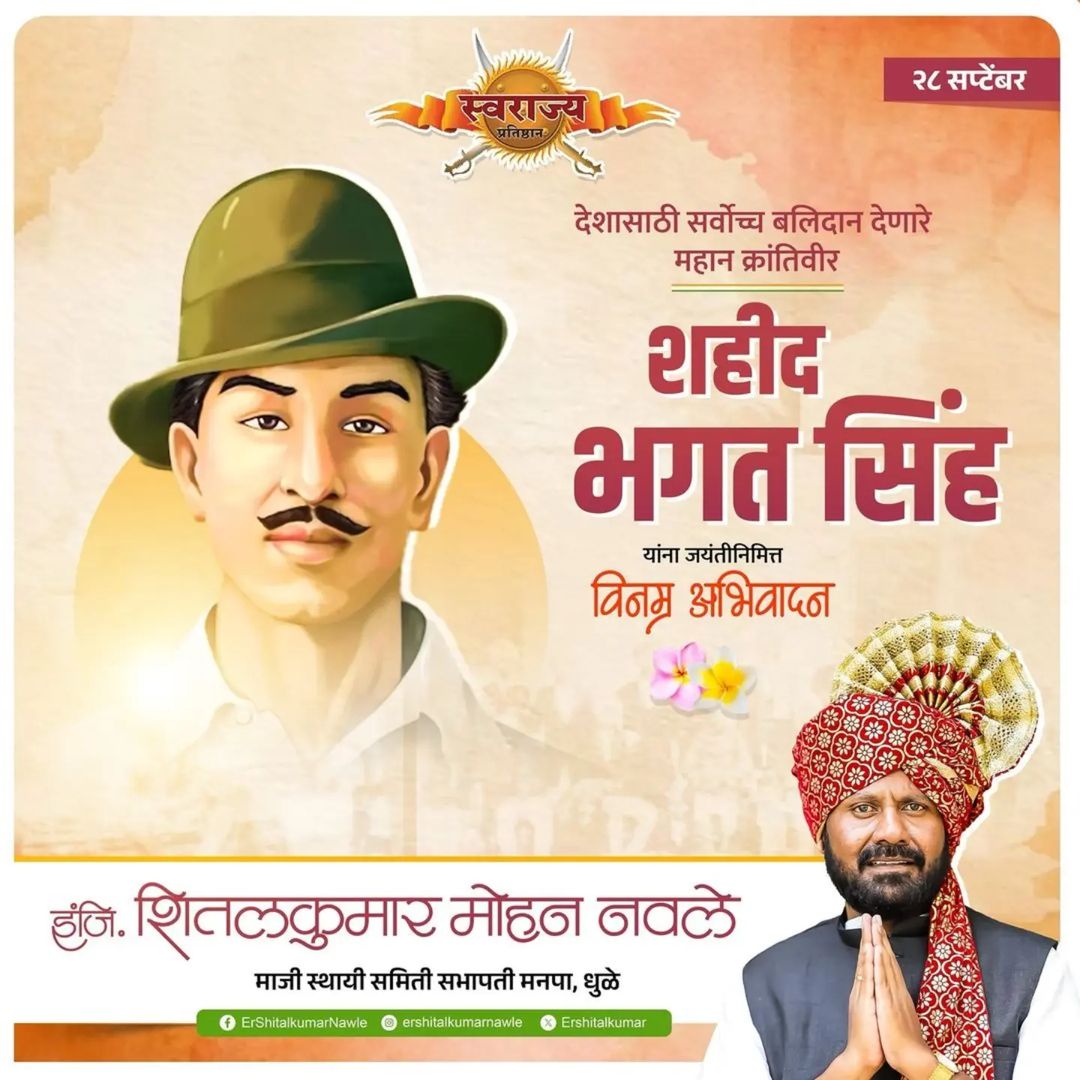 स्वराज्य
प्रतिष्ठान
२८ सप्टेंबर
देशासाठी सर्वोच्च बलिदान देणारे
महान क्रांतिवीर
शहीद
भगत सिंह
यांना जयंतीनिमित्त
विनम्र अभिवादन
इंजि. शितलकुमार मोहन नवले
माजी स्थायी समिती सभापती मनपा, धुळे
ErShitalkumarNawle ershitalkumarnawle Ershitalkumar